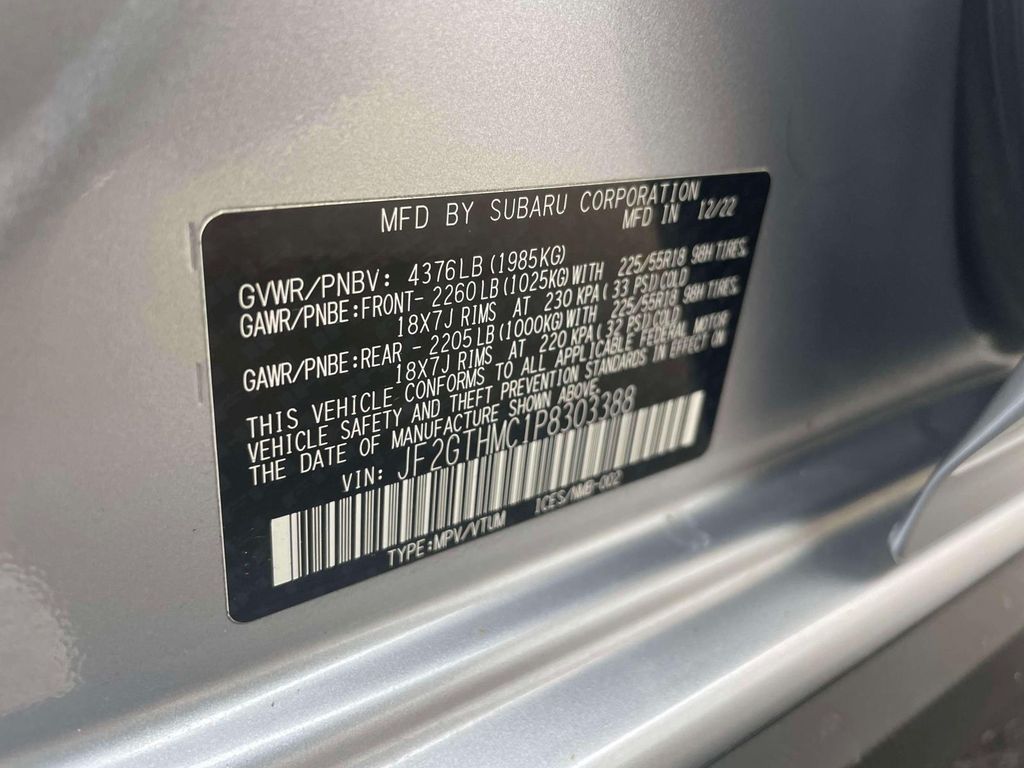 MFD BY SUBARU CORPORATION
MFD IN 12/22
GVWR/PNBV: 4376LB(1985KG)
GAWR/PNBE:FRONT- 2260LB(1025KG)WITH 225/55R18 98H TIRES,
18X7J RIMS AT 230 KPA( 33 PSI)COLD
GAWR/PNBE:REAR - 2205LB(1000KG)WITH 225/55R18 98H TIRES,
18X7J RIMS AT 220 KPA( 32 PSI)COLD
THIS VEHICLE CONFORMS TO ALL APPLICABLE FEDERAL MOTOR
VEHICLE SAFETY AND THEFT PREVENTION STANDARDS IN EFFECT ON
THE DATE OF MANUFACTURE SHOWN ABOVE.
VIN: JF2GTHMC1P8303388
TYPE:MPV/VTUM ICES/NMB-002